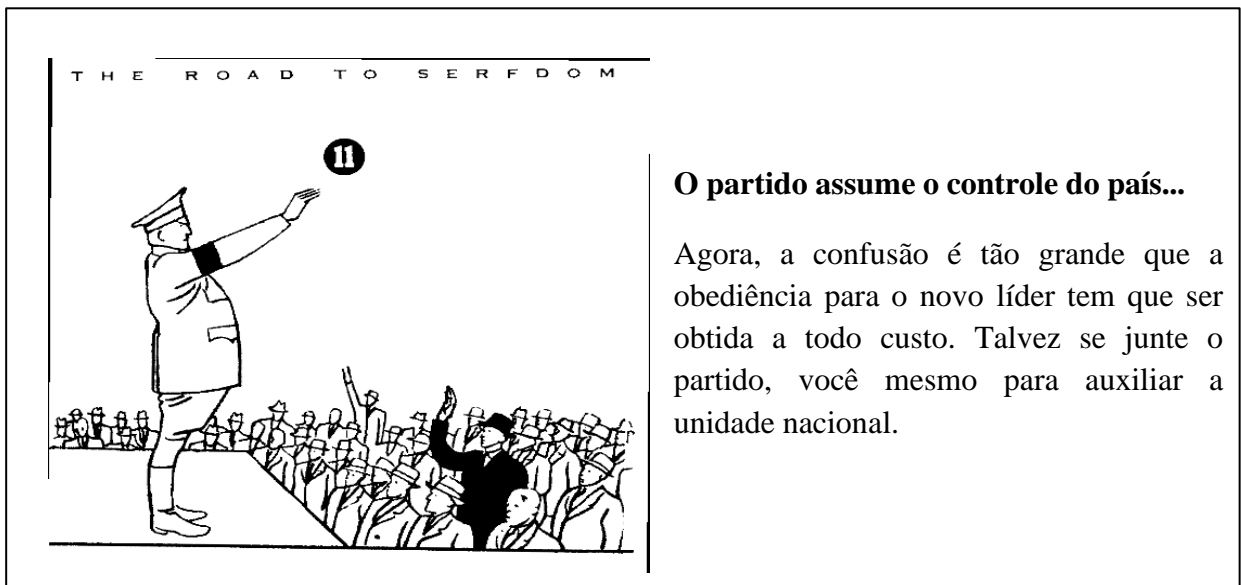 THE ROAD TO SERFDOM
11
O partido assume o controle do país...
Agora, a confusão é tão grande que a
obediência para o novo líder tem que ser
obtida a todo custo. Talvez se junte o
partido, você mesmo para auxiliar a
unidade nacional.